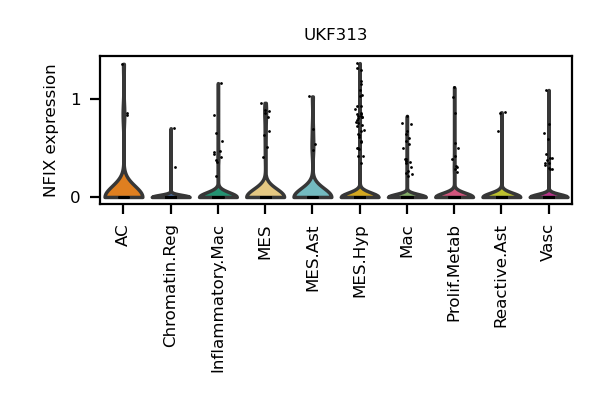 UKF313
NFIX expression
1
0
AC
Chromatin.Reg
Inflammatory.Mac
MES
MES.Ast
MES.Hyp
Mac
Prolif.Metab
Reactive.Ast
Vasc